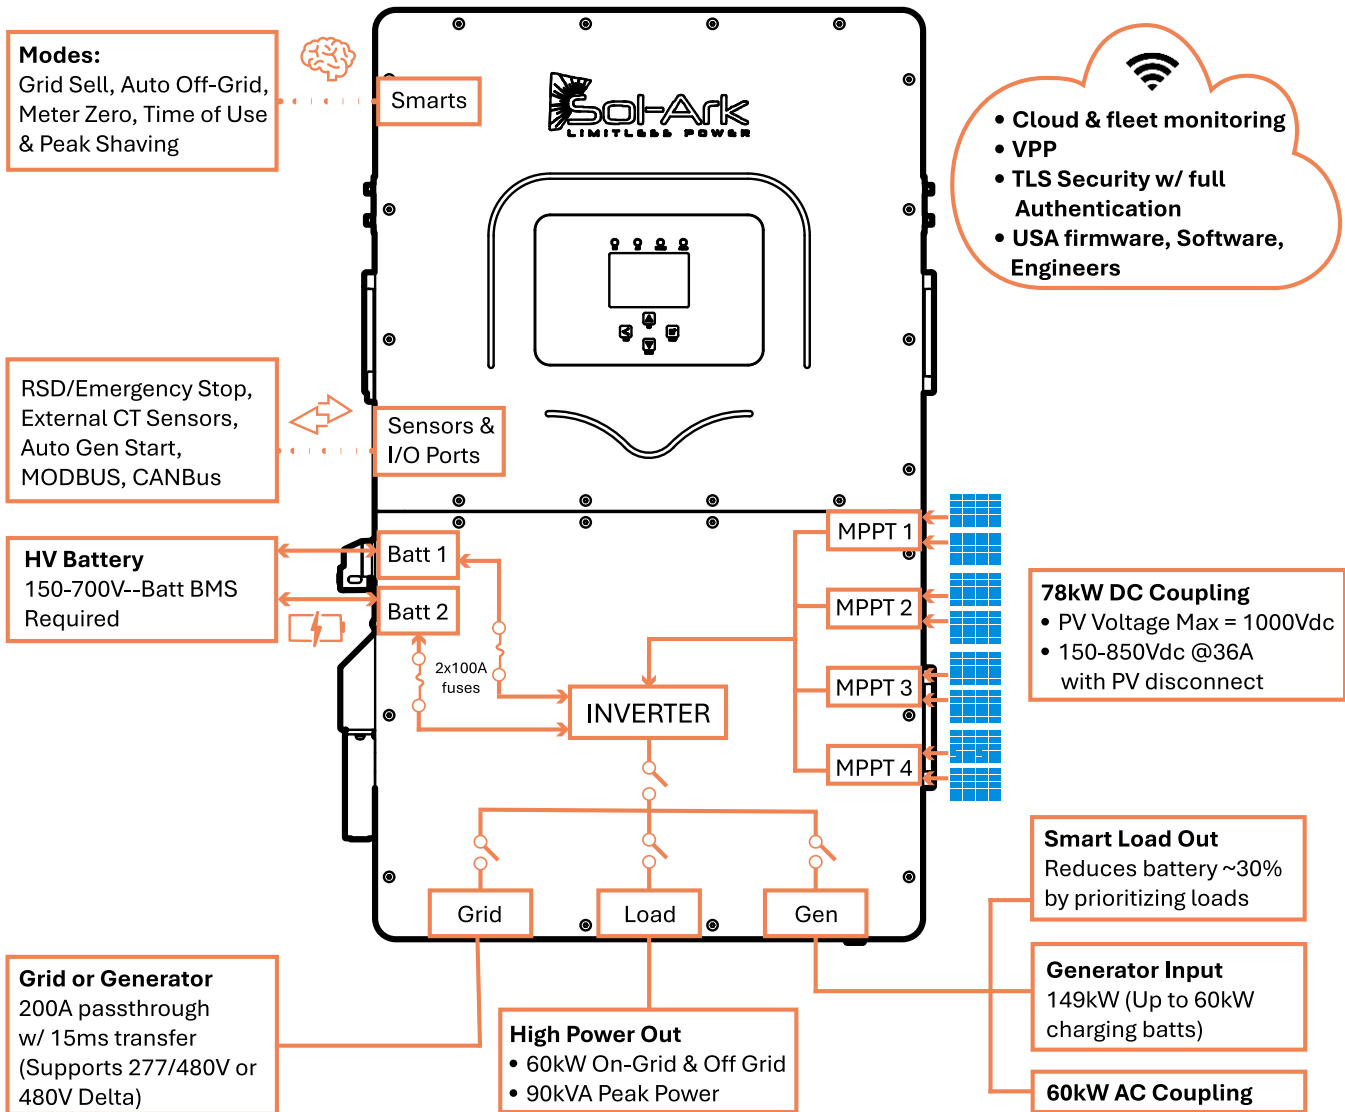 Modes:
Grid Sell, Auto Off-Grid,
Meter Zero, Time of Use
& Peak Shaving
Smarts
Sol-Ark
LIMITLESS POWER
• Cloud & fleet monitoring
• VPP
• TLS Security w/ full
Authentication
• USA firmware, Software,
Engineers
RSD/Emergency Stop,
External CT Sensors,
Auto Gen Start,
MODBUS, CANBus
Sensors &
I/O Ports
HV Battery
150-700V--Batt BMS
Required
Batt 1
Batt 2
2x100A
fuses
INVERTER
MPPT 1
MPPT 2
MPPT 3
MPPT 4
78kW DC Coupling
• PV Voltage Max = 1000Vdc
• 150-850Vdc @36A
with PV disconnect
Grid
Load
Gen
Smart Load Out
Reduces battery ~30%
by prioritizing loads
Generator Input
149kW (Up to 60kW
charging batts)
60kW AC Coupling
Grid or Generator
200A passthrough
w/ 15ms transfer
(Supports 277/480V or
480V Delta)
High Power Out
• 60kW On-Grid & Off Grid
• 90kVA Peak Power